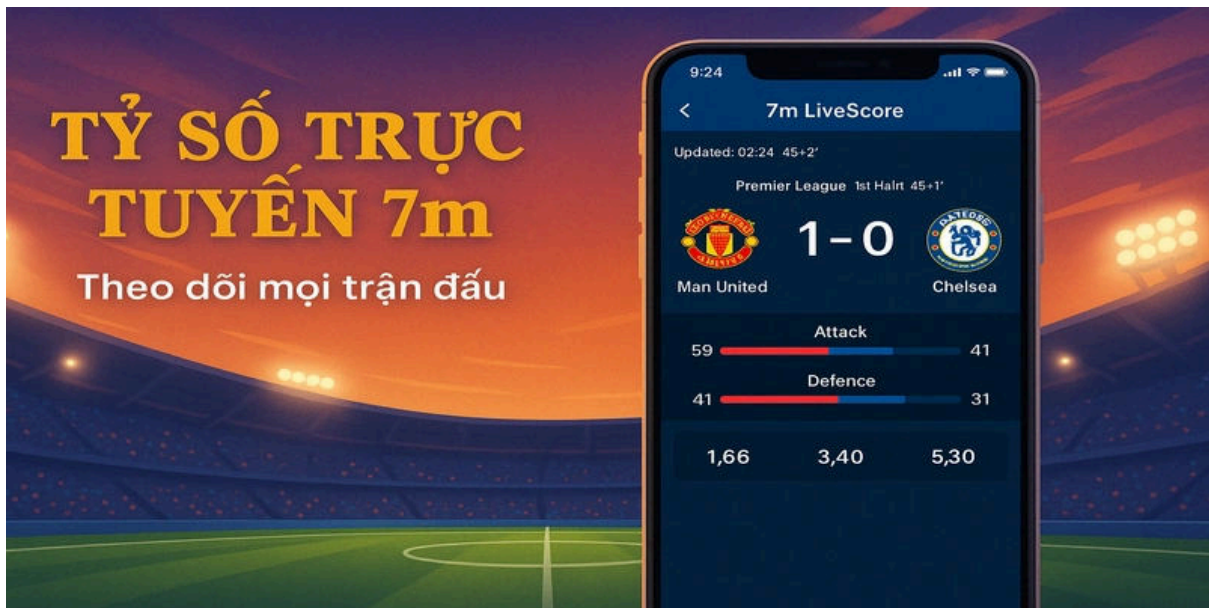 TỶ SỐ TRỰC
TUYẾN 7m
Theo dõi mọi trận đấu
9:24
7m LiveScore
Updated: 02:24 45+2'
Premier League 1st Halrt 45+1'
1-0
Man United
Chelsea
Attack
59 41
Defence
41 31
1,66 3,40 5,30